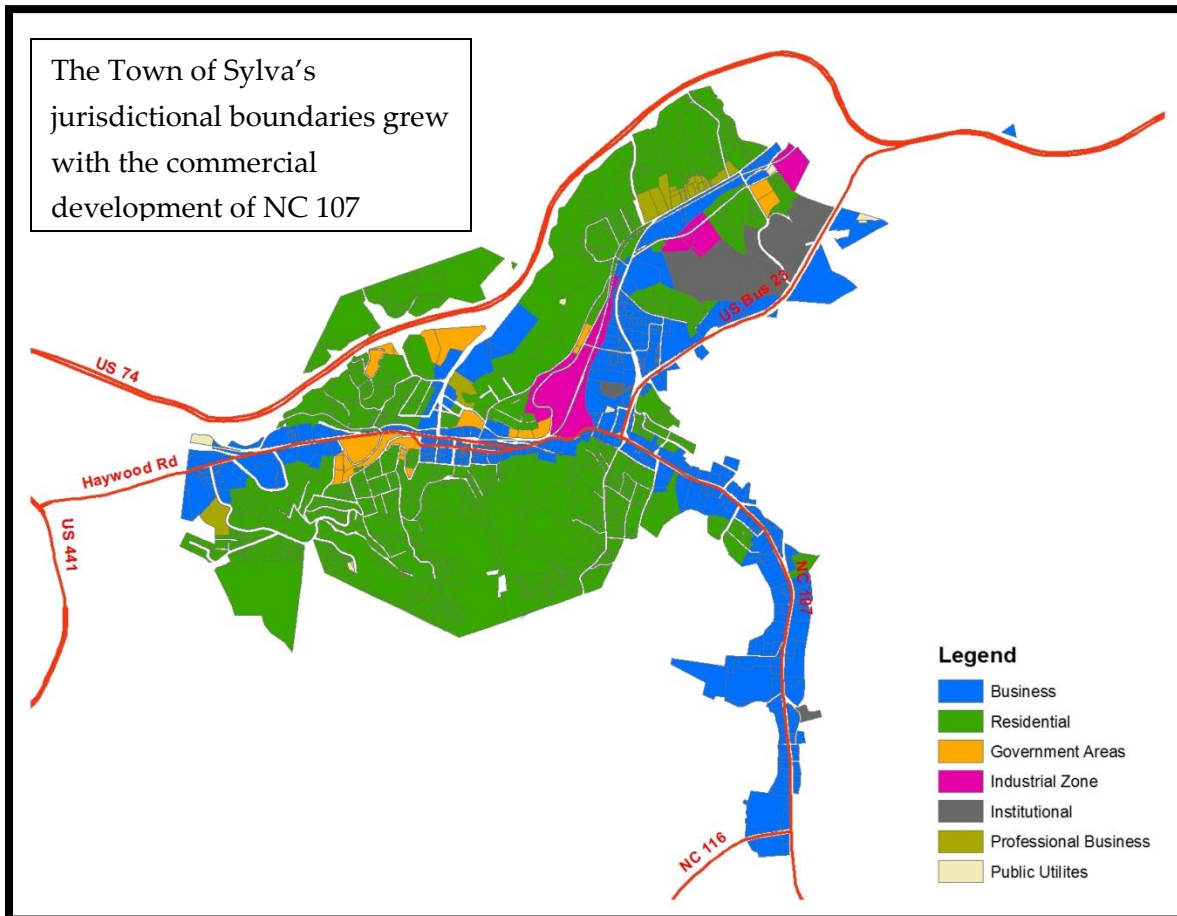 The Town of Sylva’s
jurisdictional boundaries grew
with the commercial
development of NC 107
US 74
US Bus 23
Haywood Rd
US 441
NC 107
NC 116
Legend
Business
Residential
Government Areas
Industrial Zone
Institutional
Professional Business
Public Utilites